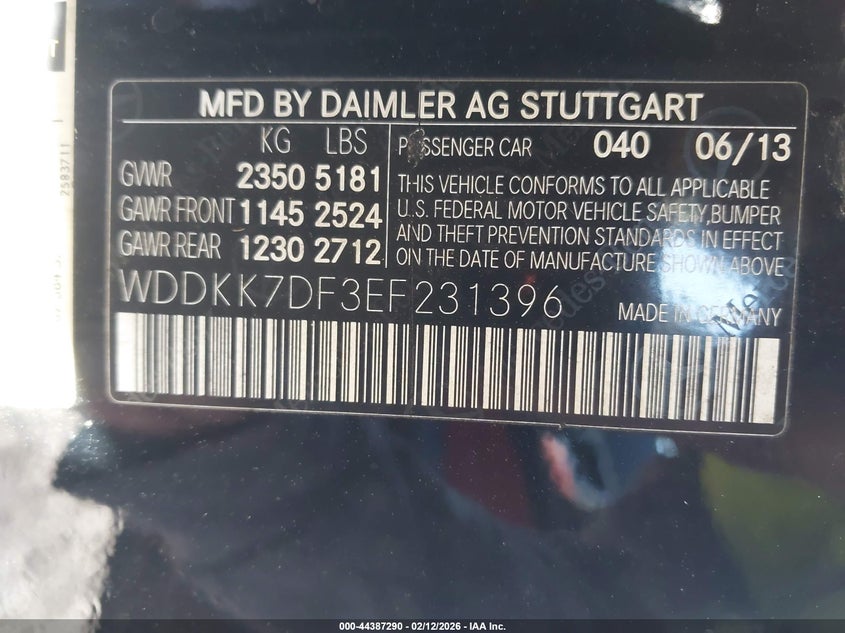 MFD BY DAIMLER AG STUTTGART
KG LBS
GVWR 2350 5181
GAWR FRONT 1145 2524
GAWR REAR 1230 2712
PASSENGER CAR 040 06/13
THIS VEHICLE CONFORMS TO ALL APPLICABLE
U.S. FEDERAL MOTOR VEHICLE SAFETY, BUMPER
AND THEFT PREVENTION STANDARDS IN EFFECT
ON THE DATE OF MANUFACTURE SHOWN ABOVE
WDDKK7DF3EF231396 MADE IN GERMANY
2583711
000-44387290 - 02/12/2026 - IAA Inc.